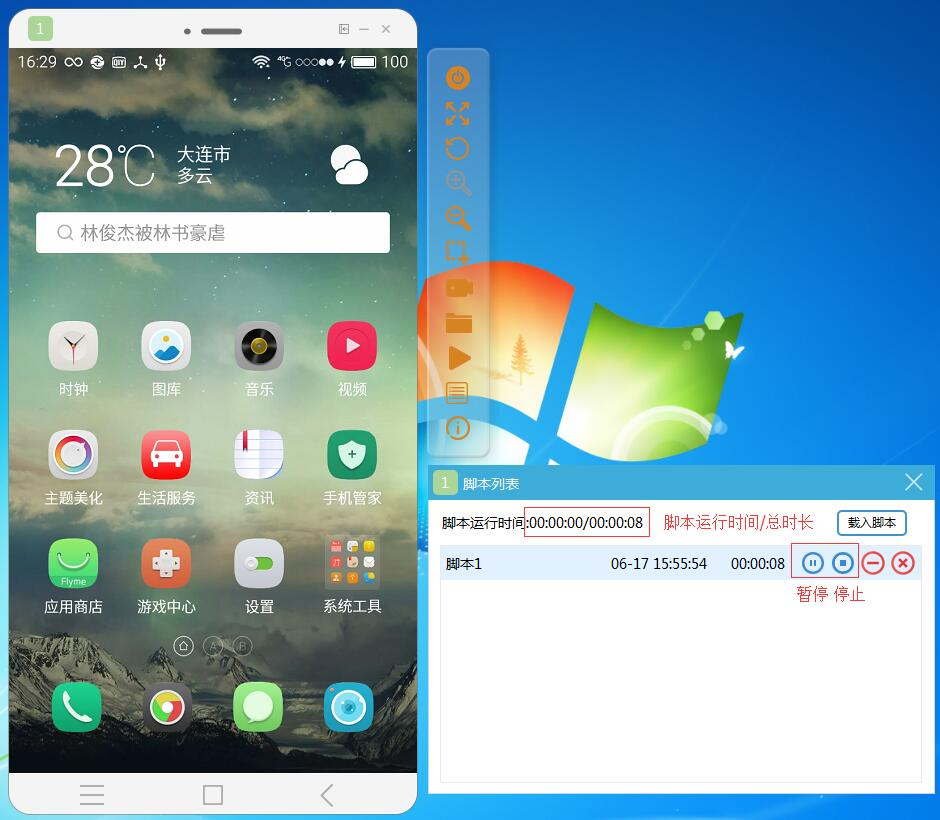 1
16:29
4G
100
28℃
大连市
多云
林俊杰被林书豪虐
时钟
图库
音乐
视频
主题美化
生活服务
资讯
手机管家
Flyme
应用商店
游戏中心
设置
系统工具
A
B
1 脚本列表
脚本运行时间:00:00:00/00:00:08
脚本运行时间/总时长
载入脚本
脚本1 06-17 15:55:54 00:00:08
暂停 停止